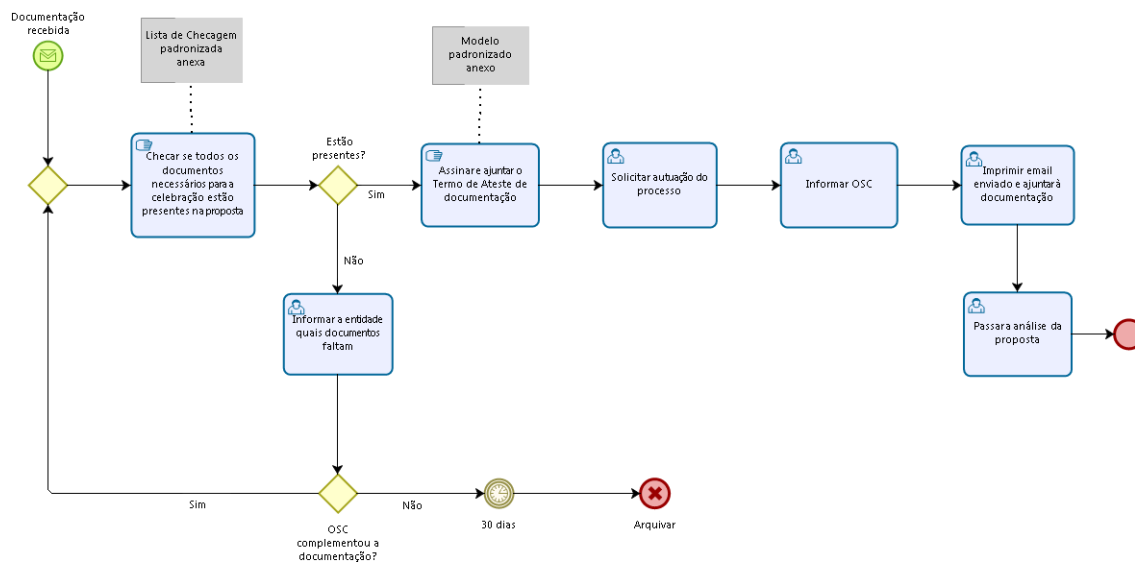 Documentação
recebida
Lista de Checagem
padronizada
anexa
Modelo
padronizado
anexo
Checar se todos os
documentos
necessários para a
celebração estão
presentes na proposta
Estão
presentes?
Sim
Assinar e ajuntar o
Termo de Ateste de
documentação
Solicitar autuação do
processo
Informar OSC
Imprimir email
enviado e ajuntar à
documentação
Não
Informar a entidade
quais documentos
faltam
Passar a análise da
proposta
Sim
Não
OSC
complementou a
documentação?
30 dias
Arquivar